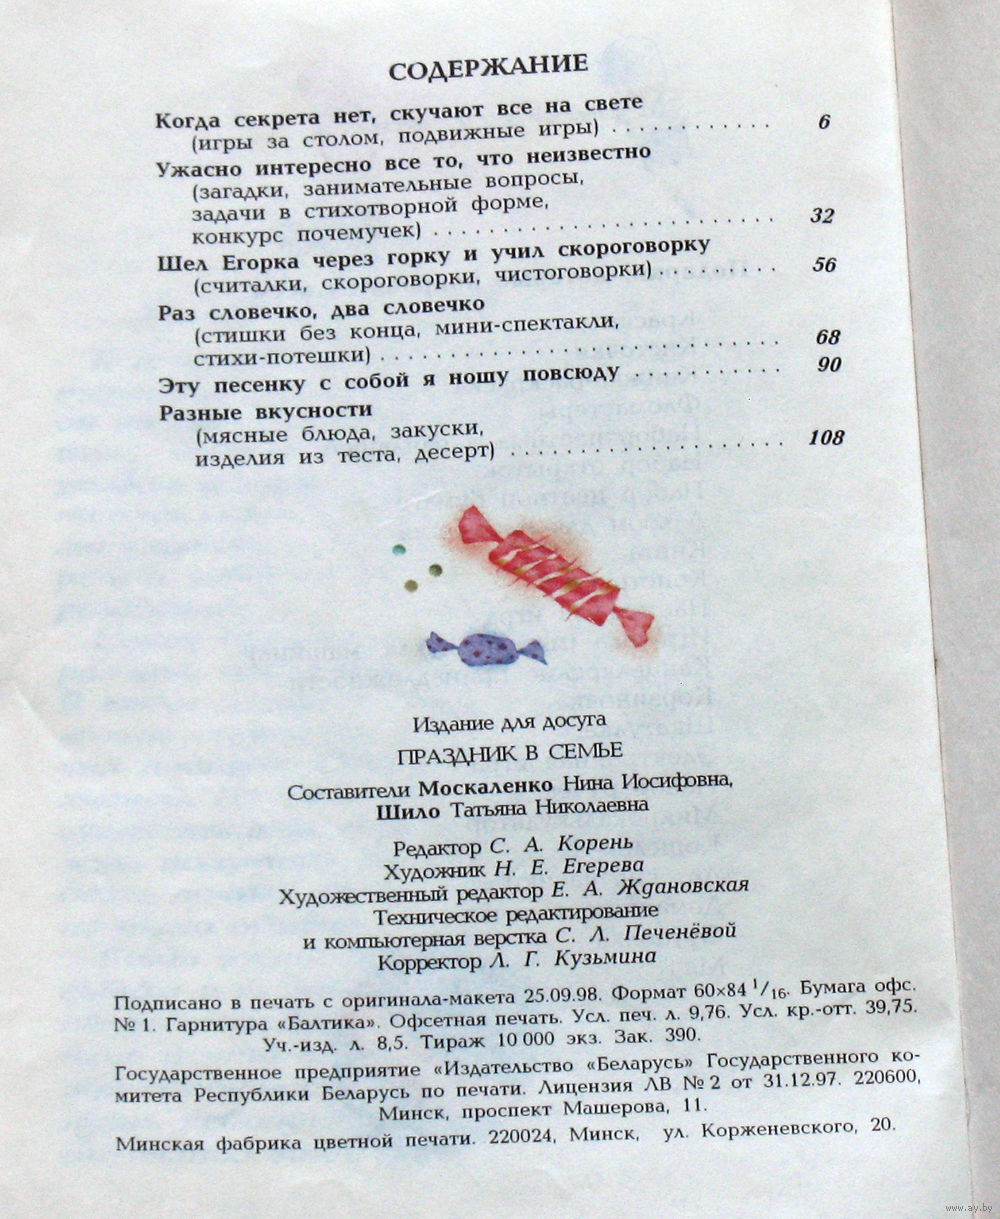 СОДЕРЖАНИЕ
Когда секрета нет, скучают все на свете
(игры за столом, подвижные игры) . . . . . . . . . . . . 6
Ужасно интересно все то, что неизвестно
(загадки, занимательные вопросы,
задачи в стихотворной форме,
конкурс почемучек) . . . . . . . . . . . . . . . . . . . . . . . . . 32
Шел Егорка через горку и учил скороговорку
(считалки, скороговорки, чистоговорки) . . . . . . . . . 56
Раз словечко, два словечко
(стишки без конца, мини-спектакли,
стихи-потешки) . . . . . . . . . . . . . . . . . . . . . . . . . . . . . 68
Эту песенку с собой я ношу повсюду . . . . . . . . . . . 90
Разные вкусности
(мясные блюда, закуски,
изделия из теста, десерт) . . . . . . . . . . . . . . . . . . . . 108
Издание для досуга
ПРАЗДНИК В СЕМЬЕ
Составители Москаленко Нина Иосифовна,
Шило Татьяна Николаевна
Редактор С. А. Корень
Художник Н. Е. Егерева
Художественный редактор Е. А. Ждановская
Техническое редактирование
и компьютерная верстка С. Л. Печенёвой
Корректор Л. Г. Кузьмина
Подписано в печать с оригинала-макета 25.09.98. Формат 60×84 1/16. Бумага офс.
№ 1. Гарнитура «Балтика». Офсетная печать. Усл. печ. л. 9,76. Усл. кр.-отт. 39,75.
Уч.-изд. л. 8,5. Тираж 10 000 экз. Зак. 390.
Государственное предприятие «Издательство «Беларусь» Государственного ко-
митета Республики Беларусь по печати. Лицензия ЛВ № 2 от 31.12.97. 220600,
Минск, проспект Машерова, 11.
Минская фабрика цветной печати. 220024, Минск, ул. Корженевского, 20.
www.ay.by